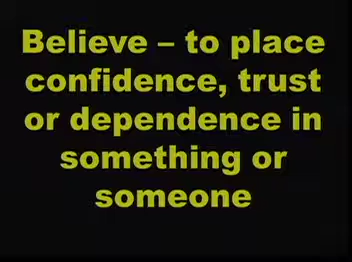 Believe – to place
confidence, trust
or dependence in
something or
someone